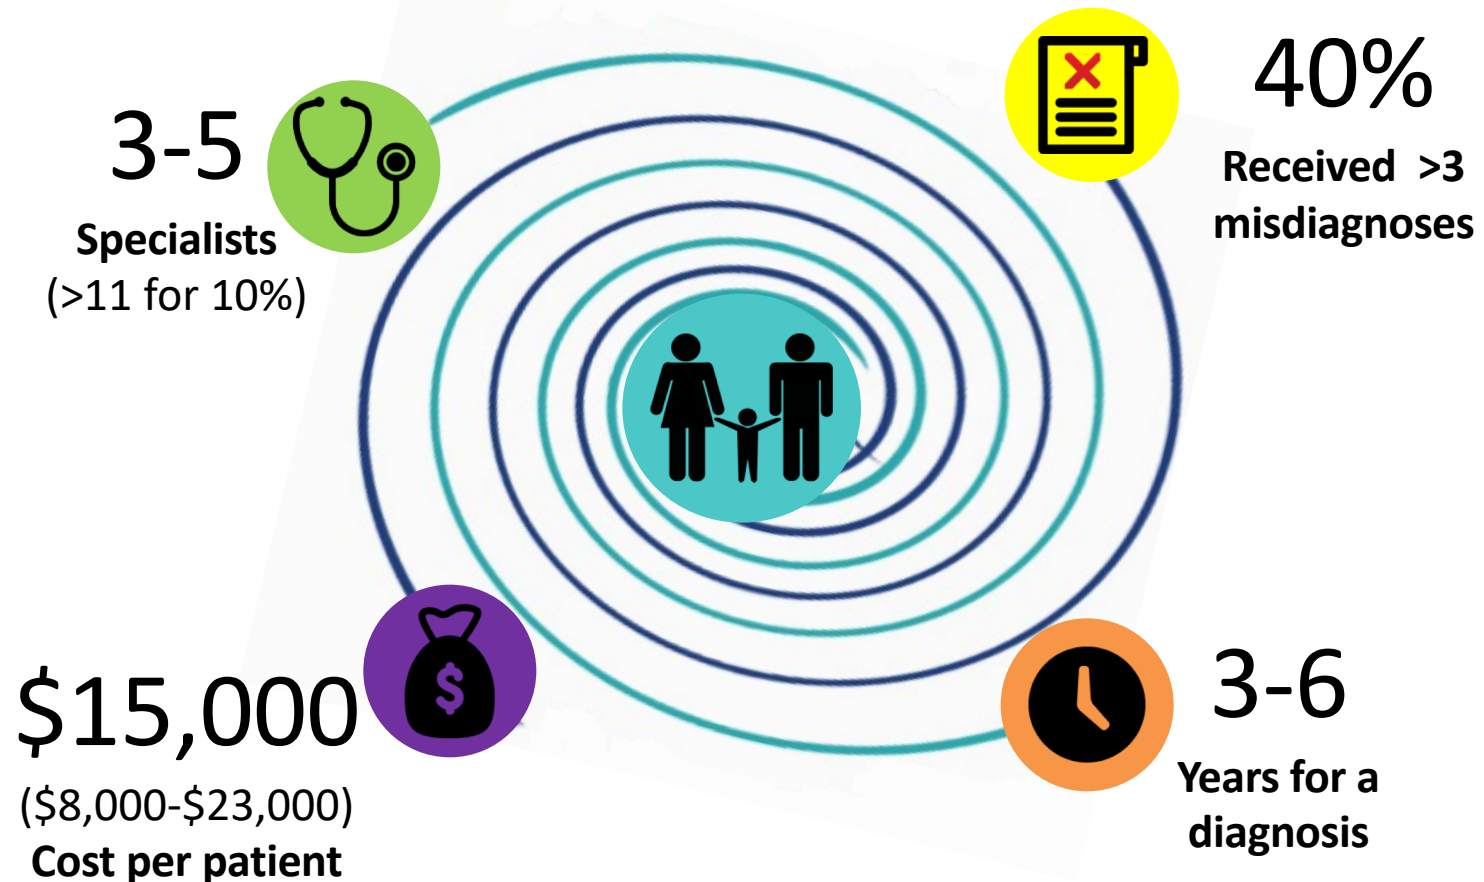 3-5
Specialists
(>11 for 10%)
40%
Received >3
misdiagnoses
$15,000
($8,000-$23,000)
Cost per patient
$
3-6
Years for a
diagnosis